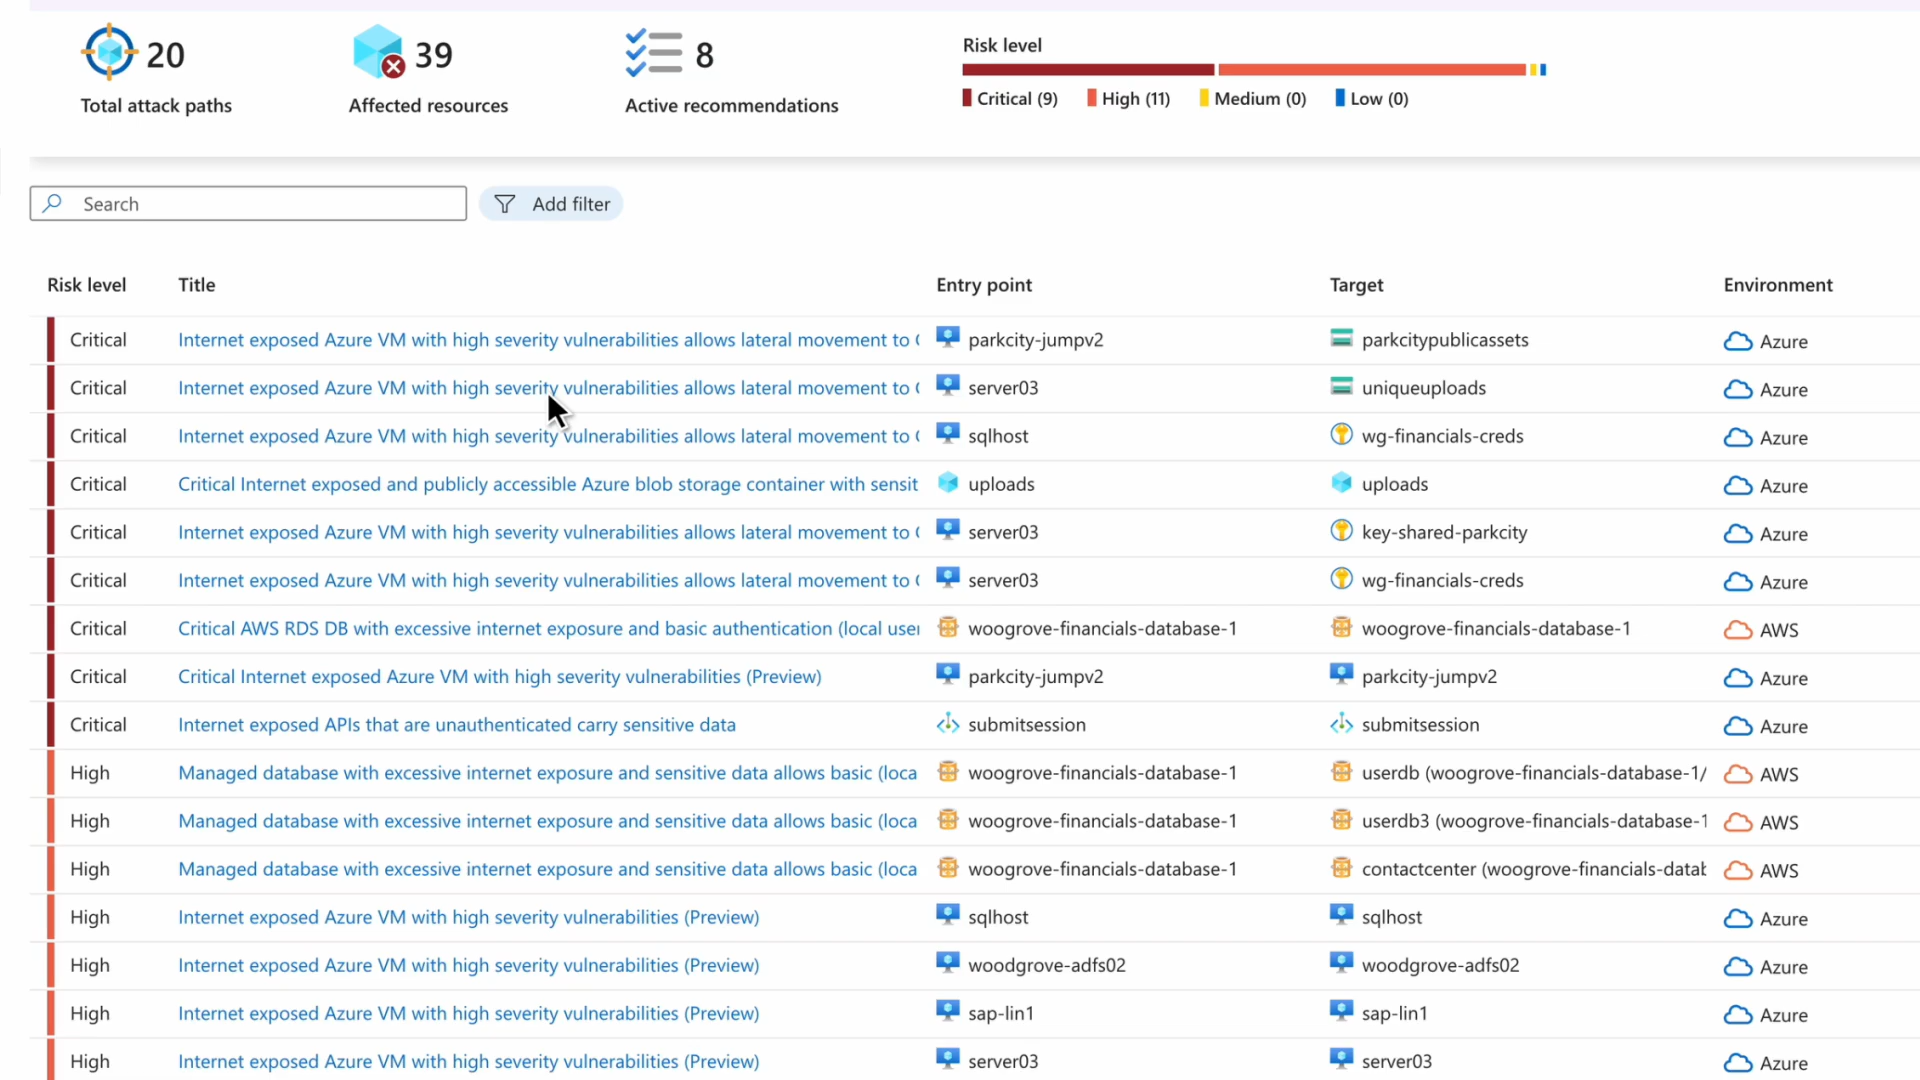 20
Total attack paths
39
Affected resources
8
Active recommendations
Risk level
Critical (9) High (11) Medium (0) Low (0)
Search
Add filter
Risk level Title Entry point Target Environment
Critical Internet exposed Azure VM with high severity vulnerabilities allows lateral movement to parkcity-jumpv2 parkcitypublicassets Azure
Critical Internet exposed Azure VM with high severity vulnerabilities allows lateral movement to server03 uniqueuploads Azure
Critical Internet exposed Azure VM with high severity vulnerabilities allows lateral movement to sqlhost wg-financials-creds Azure
Critical Critical Internet exposed and publicly accessible Azure blob storage container with sensit uploads uploads Azure
Critical Internet exposed Azure VM with high severity vulnerabilities allows lateral movement to server03 key-shared-parkcity Azure
Critical Internet exposed Azure VM with high severity vulnerabilities allows lateral movement to server03 wg-financials-creds Azure
Critical Critical AWS RDS DB with excessive internet exposure and basic authentication (local user woogrove-financials-database-1 woogrove-financials-database-1 AWS
Critical Critical Internet exposed Azure VM with high severity vulnerabilities (Preview) parkcity-jumpv2 parkcity-jumpv2 Azure
Critical Internet exposed APIs that are unauthenticated carry sensitive data submitsession submitsession Azure
High Managed database with excessive internet exposure and sensitive data allows basic (loca woogrove-financials-database-1 userdb (woogrove-financials-database-1/ AWS
High Managed database with excessive internet exposure and sensitive data allows basic (loca woogrove-financials-database-1 userdb3 (woogrove-financials-database-1 AWS
High Managed database with excessive internet exposure and sensitive data allows basic (loca woogrove-financials-database-1 contactcenter (woogrove-financials-datab AWS
High Internet exposed Azure VM with high severity vulnerabilities (Preview) sqlhost sqlhost Azure
High Internet exposed Azure VM with high severity vulnerabilities (Preview) woodgrove-adfs02 woodgrove-adfs02 Azure
High Internet exposed Azure VM with high severity vulnerabilities (Preview) sap-lin1 sap-lin1 Azure
High Internet exposed Azure VM with high severity vulnerabilities (Preview) server03 server03 Azure